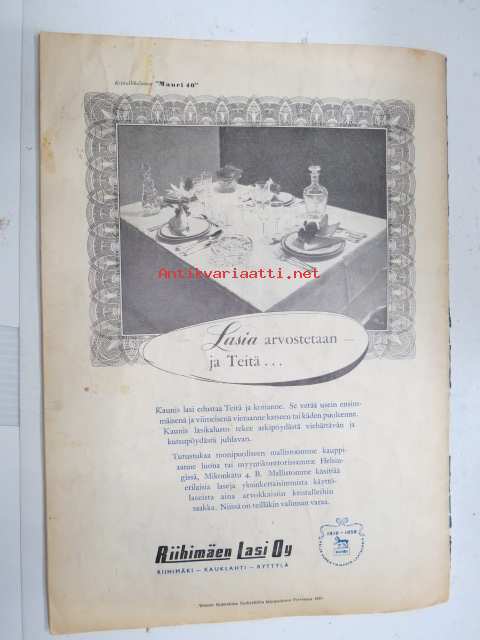 "Mauri 40"
Antikvariaatti.net
Lasia arvostetaan –
ja Teitä...
Kaunis lasi edustaa Teitä ja kotianne. Se vetää usein ensim-
mäisenä ja viimeisenä vieraanne katseen tai käden puoleensa.
Kaunis lasikalusto tekee arkipöydästä viehättävän ja
kutsupöydästä juhlavan.
Tutustukaa monipuoliseen mallistoomme kauppi-
aanne luona tai myyntikonttorissamme Helsin-
gissä, Mikonkatu 4 B. Mallistomme käsittää
erilaisia laseja yksinkertaisimmista käyttö-
laseista aina arvokkaisiin kristalleihin
saakka. Niissä on teilläkin valinnan varaa.
Riihimäen Lasi Oy
RIIHIMÄKI – KAUKLAHTI – RYTTYLÄ
1910 - 1950